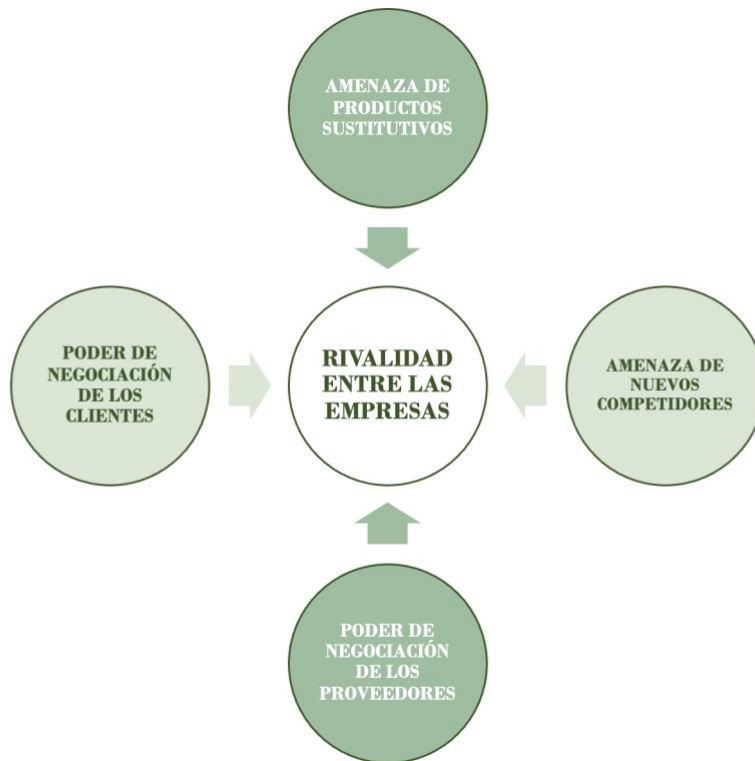 AMENAZA DE
PRODUCTOS
SUSTITUTIVOS
PODER DE
NEGOCIACIÓN
DE LOS
CLIENTES
RIVALIDAD
ENTRE LAS
EMPRESAS
AMENAZA DE
NUEVOS
COMPETIDORES
PODER DE
NEGOCIACIÓN
DE LOS
PROVEEDORES